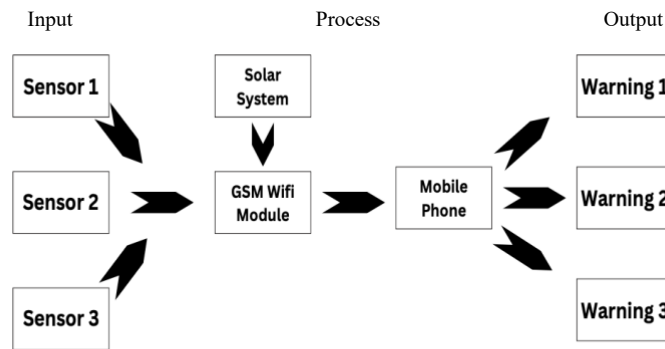 Input
Process
Output
Sensor 1
Solar
System
Warning 1
Sensor 2
GSM Wifi
Module
Mobile
Phone
Warning 2
Sensor 3
Warning 3